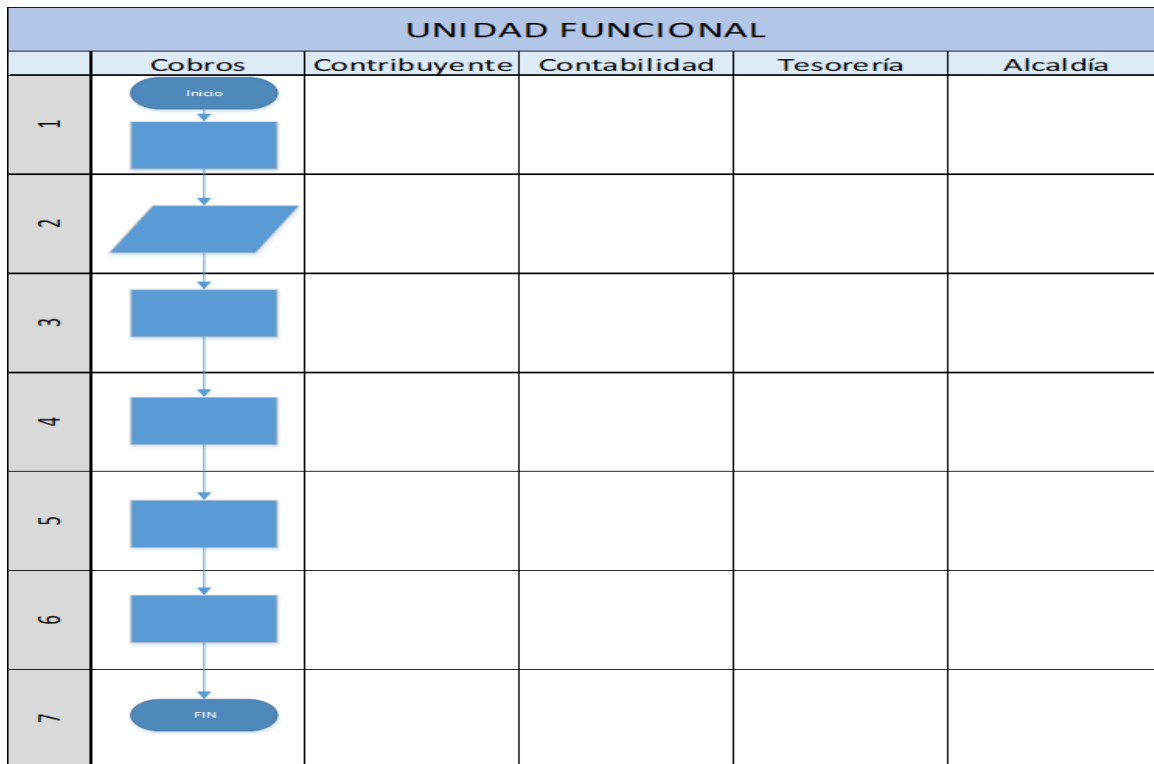 UNIDAD FUNCIONAL
Cobros Contribuyente Contabilidad Tesorería Alcaldía
Inicio
1
2
3
4
5
6
7
FIN